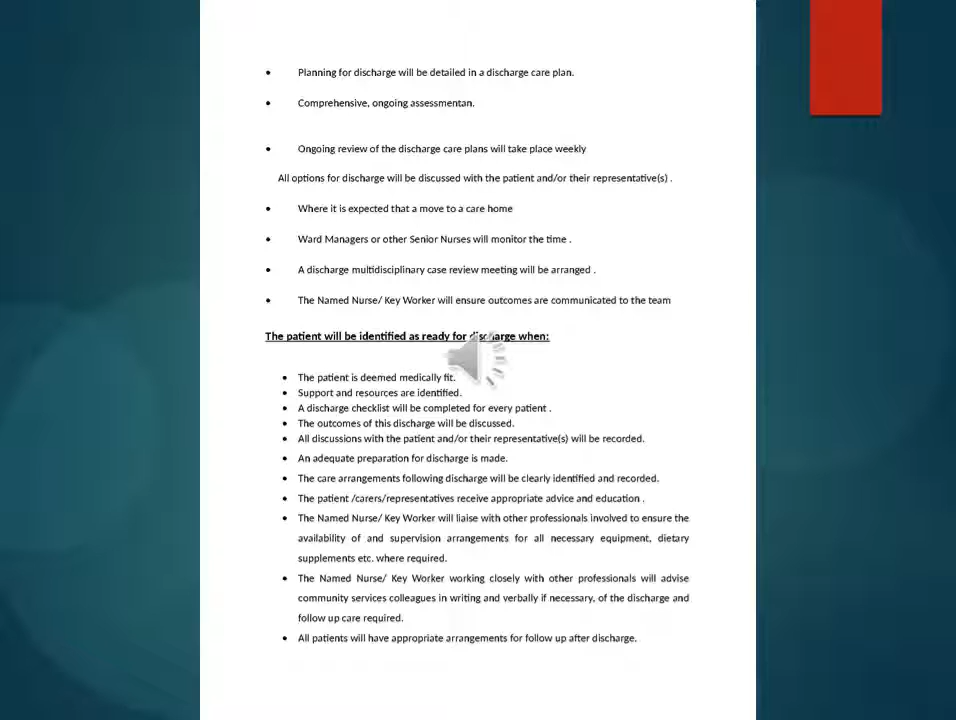 • Planning for discharge will be detailed in a discharge care plan.
• Comprehensive, ongoing assessmentan.
• Ongoing review of the discharge care plans will take place weekly
All options for discharge will be discussed with the patient and/or their representative(s) .
• Where it is expected that a move to a care home
• Ward Managers or other Senior Nurses will monitor the time .
• A discharge multidisciplinary case review meeting will be arranged .
• The Named Nurse/ Key Worker will ensure outcomes are communicated to the team
The patient will be identified as ready for discharge when:
• The patient is deemed medically fit.
• Support and resources are identified.
• A discharge checklist will be completed for every patient .
• The outcomes of this discharge will be discussed.
• All discussions with the patient and/or their representative(s) will be recorded.
• An adequate preparation for discharge is made.
• The care arrangements following discharge will be clearly identified and recorded.
• The patient /carers/representatives receive appropriate advice and education .
• The Named Nurse/ Key Worker will liaise with other professionals involved to ensure the
availability of and supervision arrangements for all necessary equipment, dietary
supplements etc. where required.
• The Named Nurse/ Key Worker working closely with other professionals will advise
community services colleagues in writing and verbally if necessary, of the discharge and
follow up care required.
• All patients will have appropriate arrangements for follow up after discharge.